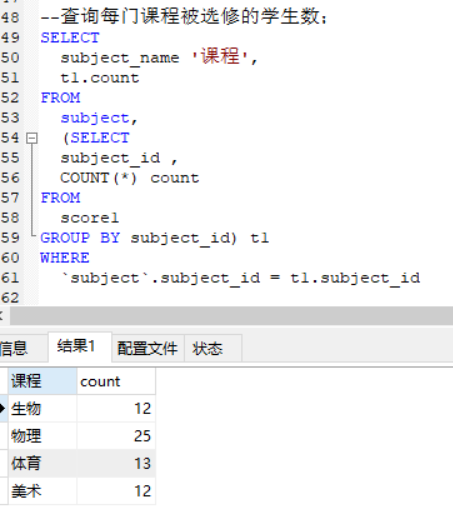 48 --查询每门课程被选修的学生数;
49 SELECT
50 subject_name '课程',
51 t1.count
52 FROM
53 subject,
54 (SELECT
55 subject_id ,
56 COUNT(*) count
57 FROM
58 score1
59 GROUP BY subject_id) t1
60 WHERE
61 `subject`.subject_id = t1.subject_id
62
信息 结果1 配置文件 状态
课程 count
生物 12
物理 25
体育 13
美术 12